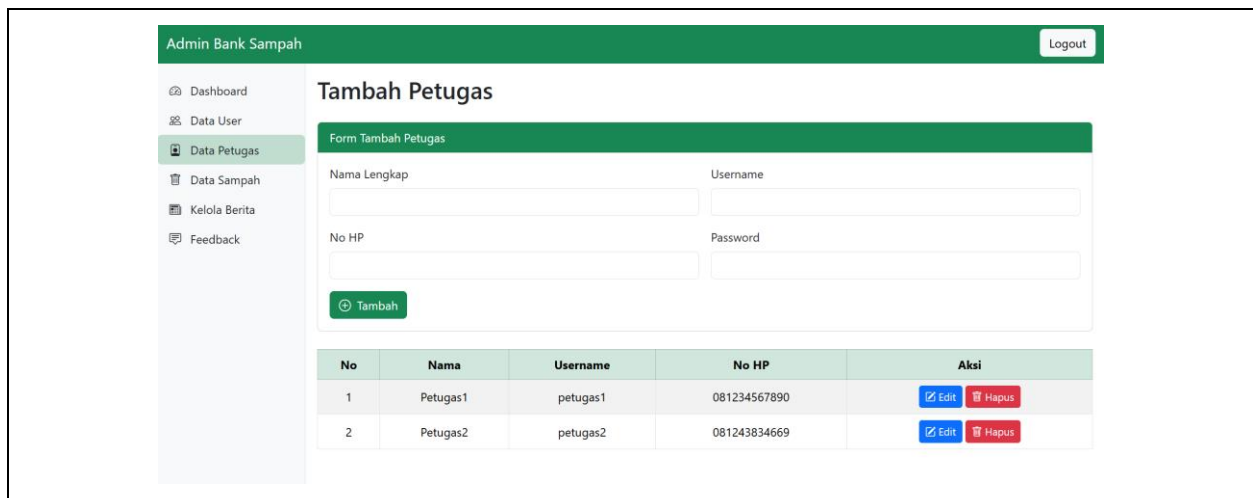 Admin Bank Sampah
Logout
Dashboard
Data User
Data Petugas
Data Sampah
Kelola Berita
Feedback
Tambah Petugas
Form Tambah Petugas
Nama Lengkap Username
No HP Password
Tambah
No Nama Username No HP Aksi
1 Petugas1 petugas1 081234567890 Edit Hapus
2 Petugas2 petugas2 081243834669 Edit Hapus